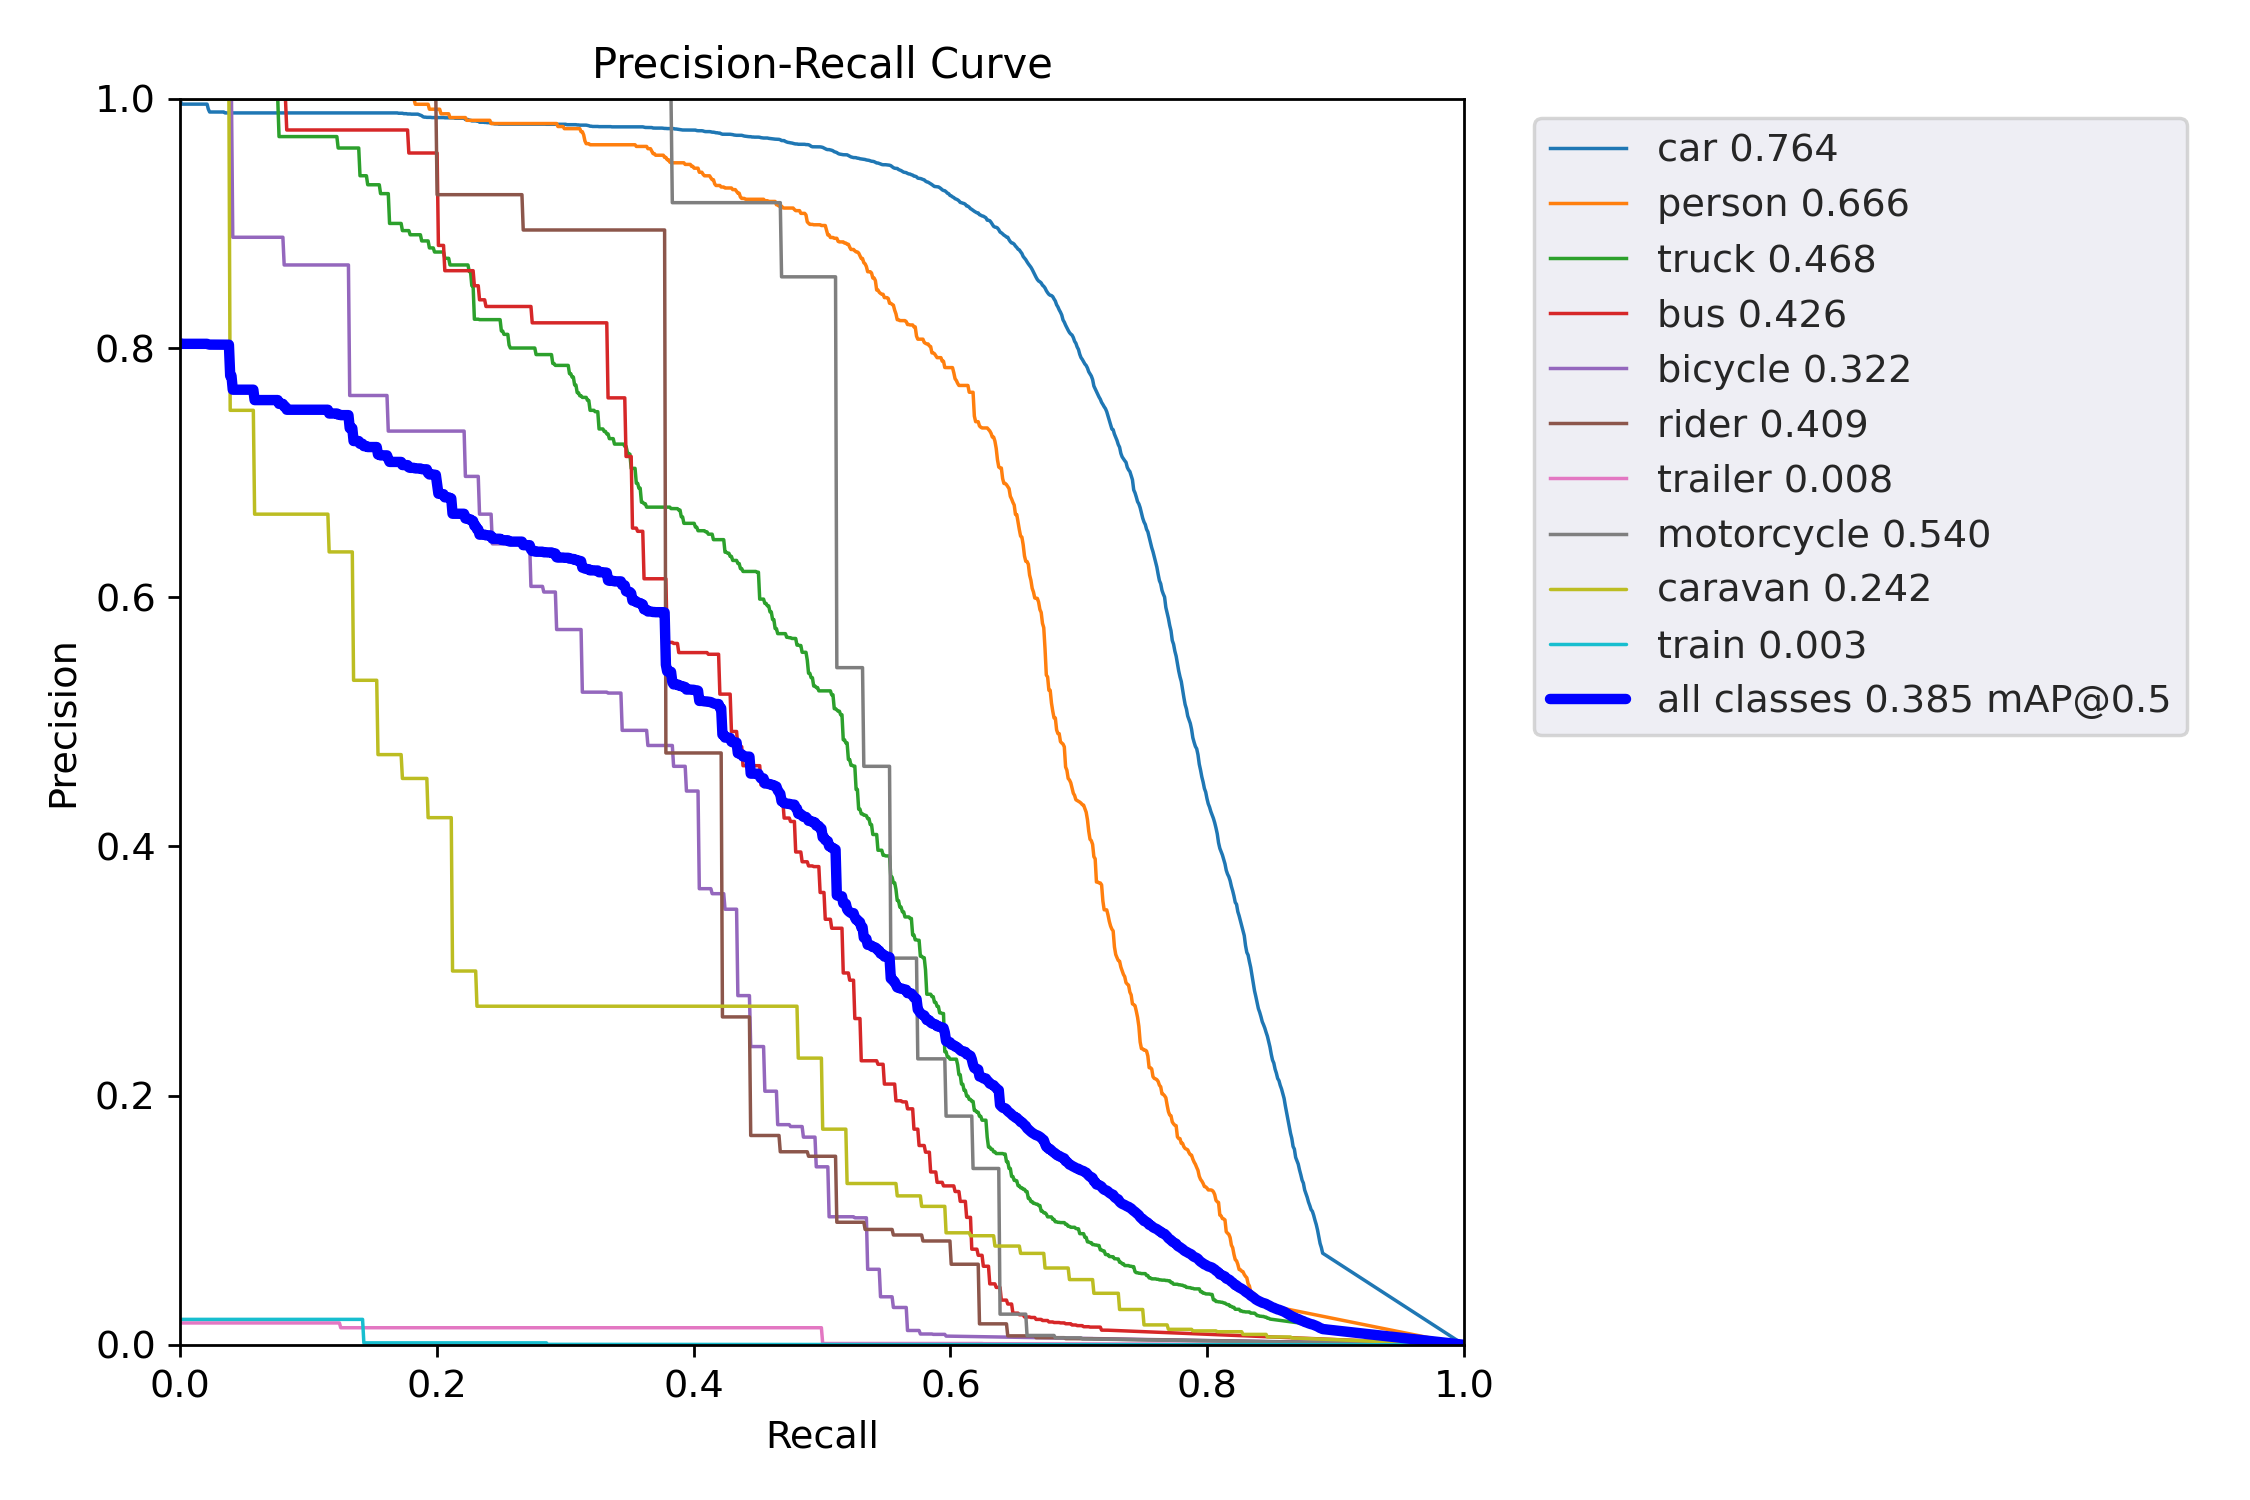 Precision-Recall Curve
1.0
0.8
0.6
0.4
0.2
0.0
Precision
0.0 0.2 0.4 0.6 0.8 1.0
Recall
car 0.764
person 0.666
truck 0.468
bus 0.426
bicycle 0.322
rider 0.409
trailer 0.008
motorcycle 0.540
caravan 0.242
train 0.003
all classes 0.385 mAP@0.5